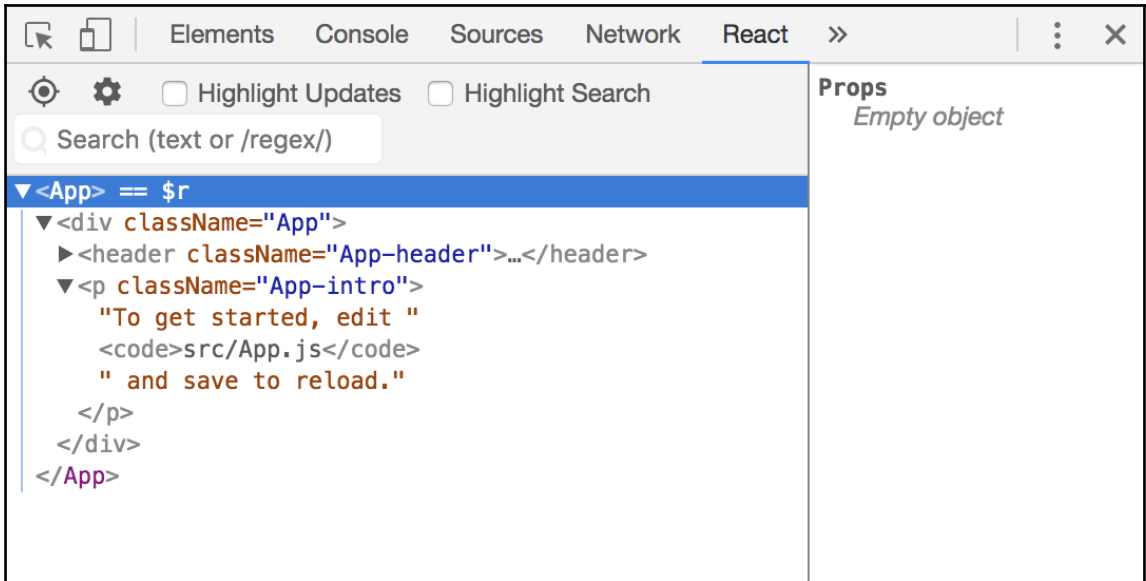 Elements Console Sources Network React »
Highlight Updates Highlight Search
Search (text or /regex/)
▼<App> == $r
▼<div className="App">
▶<header className="App-header">…</header>
▼<p className="App-intro">
"To get started, edit "
<code>src/App.js</code>
" and save to reload."
</p>
</div>
</App>
Props
Empty object